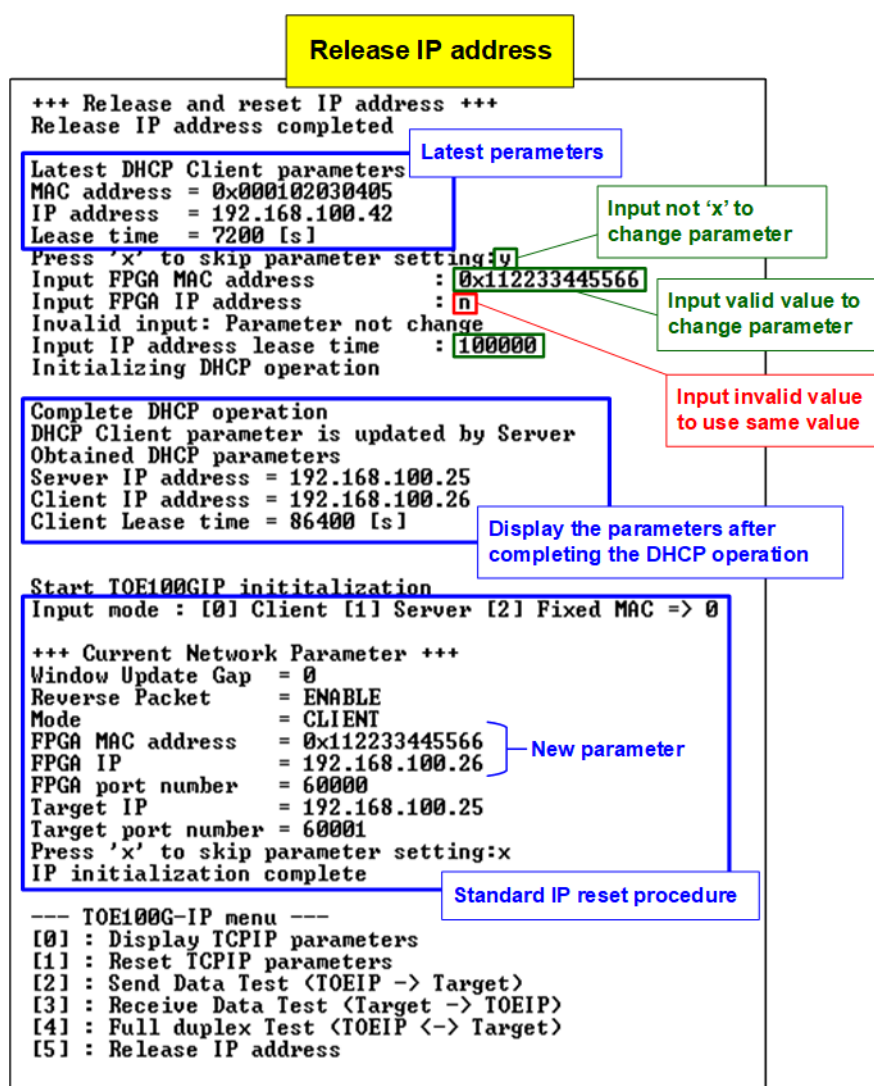 Release IP address
+++ Release and reset IP address +++
Release IP address completed
Latest perameters
Latest DHCP Client parameters
MAC address = 0x000102030405
IP address = 192.168.100.42
Lease time = 7200 [s]
Input not ‘x’ to
change parameter
Press 'x' to skip parameter setting:y
Input FPGA MAC address : 0x112233445566
Input FPGA IP address : n
Input valid value to
change parameter
Invalid input: Parameter not change
Input IP address lease time : 100000
Initializing DHCP operation
Input invalid value
to use same value
Complete DHCP operation
DHCP Client parameter is updated by Server
Obtained DHCP parameters
Server IP address = 192.168.100.25
Client IP address = 192.168.100.26
Client Lease time = 86400 [s]
Display the parameters after
completing the DHCP operation
Start TOE100GIP inititalization
Input mode : [0] Client [1] Server [2] Fixed MAC => 0
+++ Current Network Parameter +++
Window Update Gap = 0
Reverse Packet = ENABLE
Mode = CLIENT
FPGA MAC address = 0x112233445566
FPGA IP = 192.168.100.26
New parameter
FPGA port number = 60000
Target IP = 192.168.100.25
Target port number = 60001
Press 'x' to skip parameter setting:x
IP initialization complete
Standard IP reset procedure
--- TOE100G-IP menu ---
[0] : Display TCPIP parameters
[1] : Reset TCPIP parameters
[2] : Send Data Test (TOEIP -> Target)
[3] : Receive Data Test (Target -> TOEIP)
[4] : Full duplex Test (TOEIP <-> Target)
[5] : Release IP address